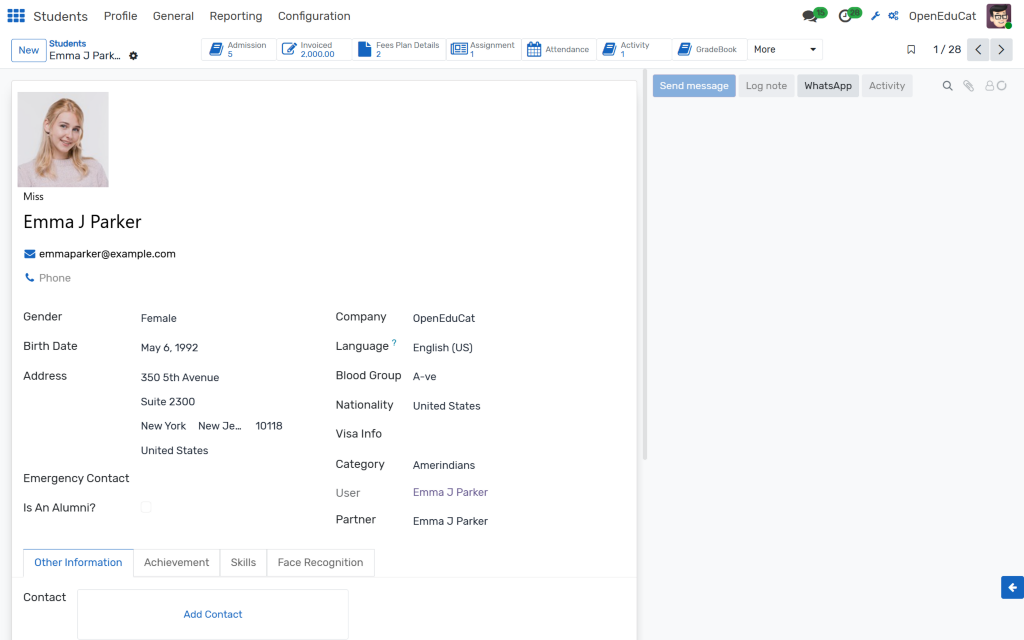 Students Profile General Reporting Configuration 15 28 OpenEduCat
New Students Emma J Park... Admission 5 Invoiced 2,000.00 Fees Plan Details 2 Assignment 1 Attendance Activity 1 GradeBook More 1 / 28
Send message Log note WhatsApp Activity
Miss
Emma J Parker
emmaparker@example.com
Phone
Gender Female
Birth Date May 6, 1992
Address 350 5th Avenue
Suite 2300
New York New Je... 10118
United States
Emergency Contact
Is An Alumni?
Company OpenEduCat
Language ? English (US)
Blood Group A-ve
Nationality United States
Visa Info
Category Amerindians
User Emma J Parker
Partner Emma J Parker
Other Information Achievement Skills Face Recognition
Contact Add Contact